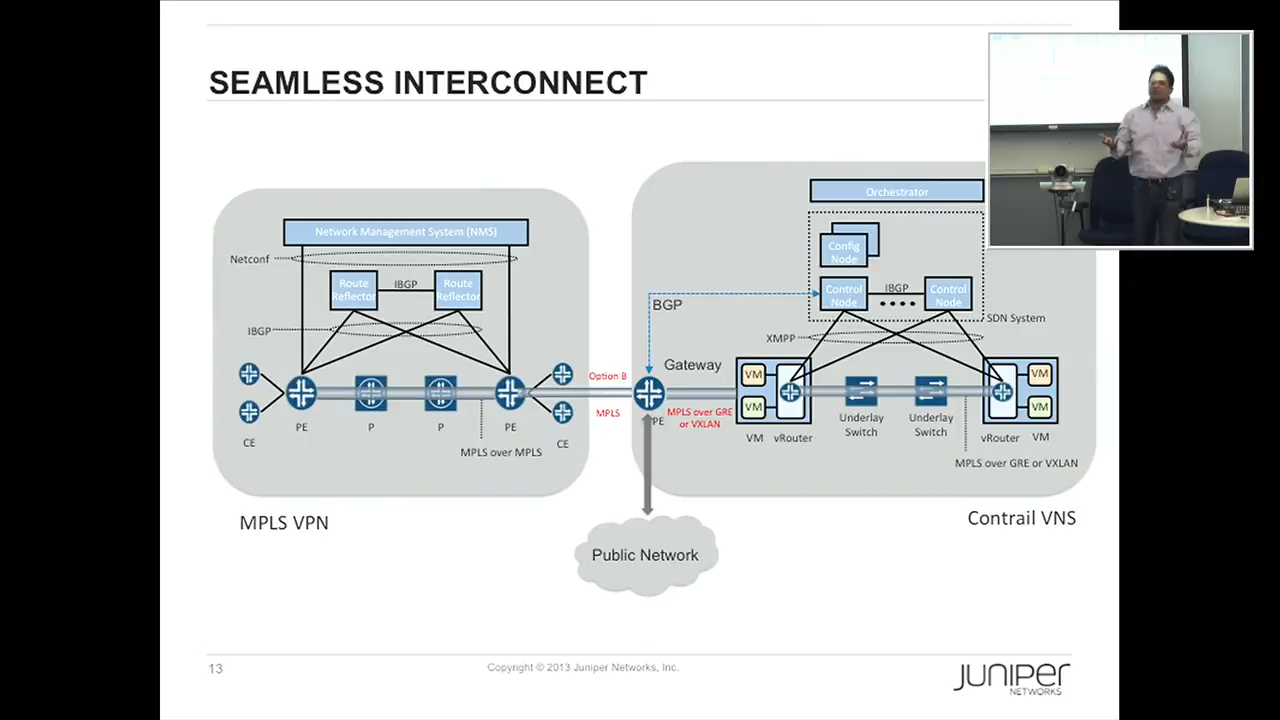 SEAMLESS INTERCONNECT
Network Management System (NMS)
Netconf
Route
Reflector
IBGP
Route
Reflector
IBGP
CE
PE
P
P
PE
CE
MPLS over MPLS
MPLS VPN
Option B
MPLS
BGP
Gateway
PE
MPLS over GRE
or VXLAN
Public Network
Orchestrator
Config
Node
Control
Node
IBGP
Control
Node
SDN System
XMPP
VM
VM
VM
vRouter
Underlay
Switch
Underlay
Switch
VM
VM
vRouter
VM
MPLS over GRE or VXLAN
Contrail VNS
13
Copyright © 2013 Juniper Networks, Inc.
JUNIPER
NETWORKS